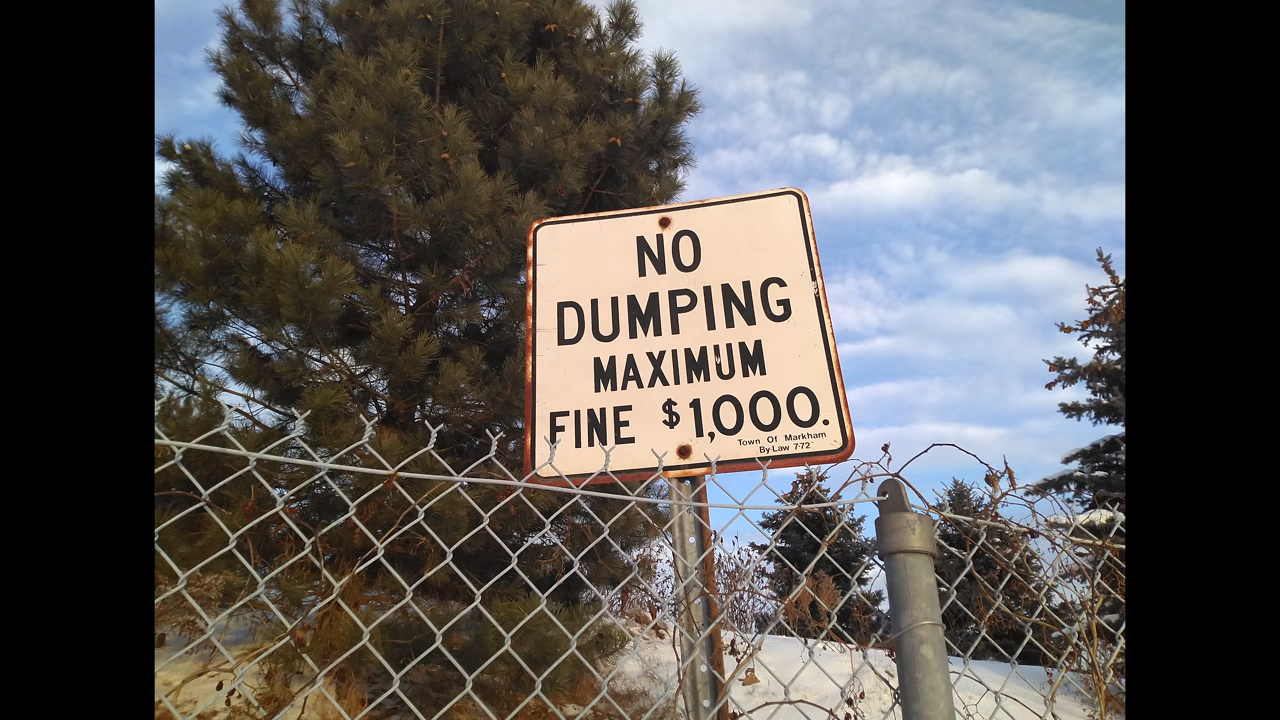 NO
DUMPING
MAXIMUM
FINE $1,000.
Town Of Markham
By-Law 7-72